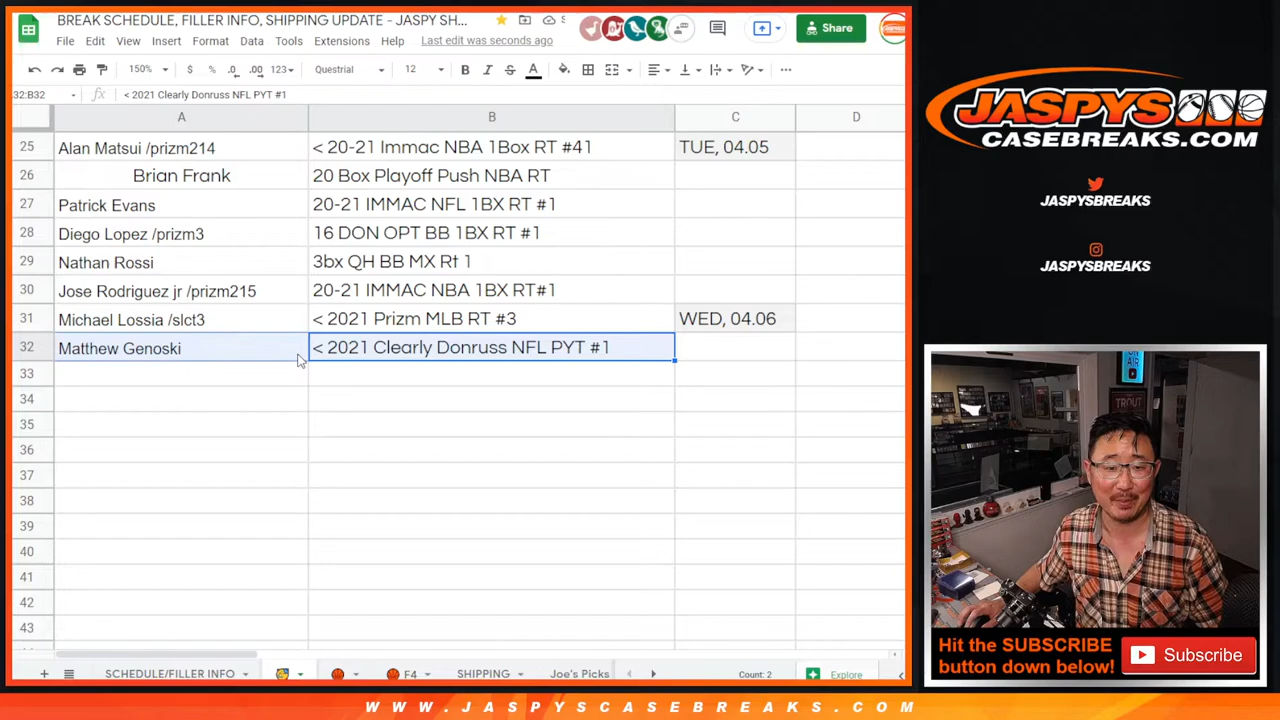 BREAK SCHEDULE, FILLER INFO, SHIPPING UPDATE - JASPY SH...
File Edit View Insert Format Data Tools Extensions Help Last edit was seconds ago
Share
150% $ % .0 .00 123 Questrial 12 B I S A
32:B32 fx < 2021 Clearly Donruss NFL PYT #1
A B C D
25 Alan Matsui /prizm214 < 20-21 Immac NBA 1Box RT #41 TUE, 04.05
26 Brian Frank 20 Box Playoff Push NBA RT
27 Patrick Evans 20-21 IMMAC NFL 1BX RT #1
28 Diego Lopez /prizm3 16 DON OPT BB 1BX RT #1
29 Nathan Rossi 3bx QH BB MX Rt 1
30 Jose Rodriguez jr /prizm215 20-21 IMMAC NBA 1BX RT#1
31 Michael Lossia /slct3 < 2021 Prizm MLB RT #3 WED, 04.06
32 Matthew Genoski < 2021 Clearly Donruss NFL PYT #1
33
34
35
36
37
38
39
40
41
42
43
SCHEDULE/FILLER INFO F4 SHIPPING Joe's Picks Count: 2 Explore
JASPYS
CASEBREAKS.COM
JASPYSBREAKS
JASPYSBREAKS
ON AIR
TROUT
Hit the SUBSCRIBE
button down below!
Subscribe
WWW.JASPYSCASEBREAKS.COM